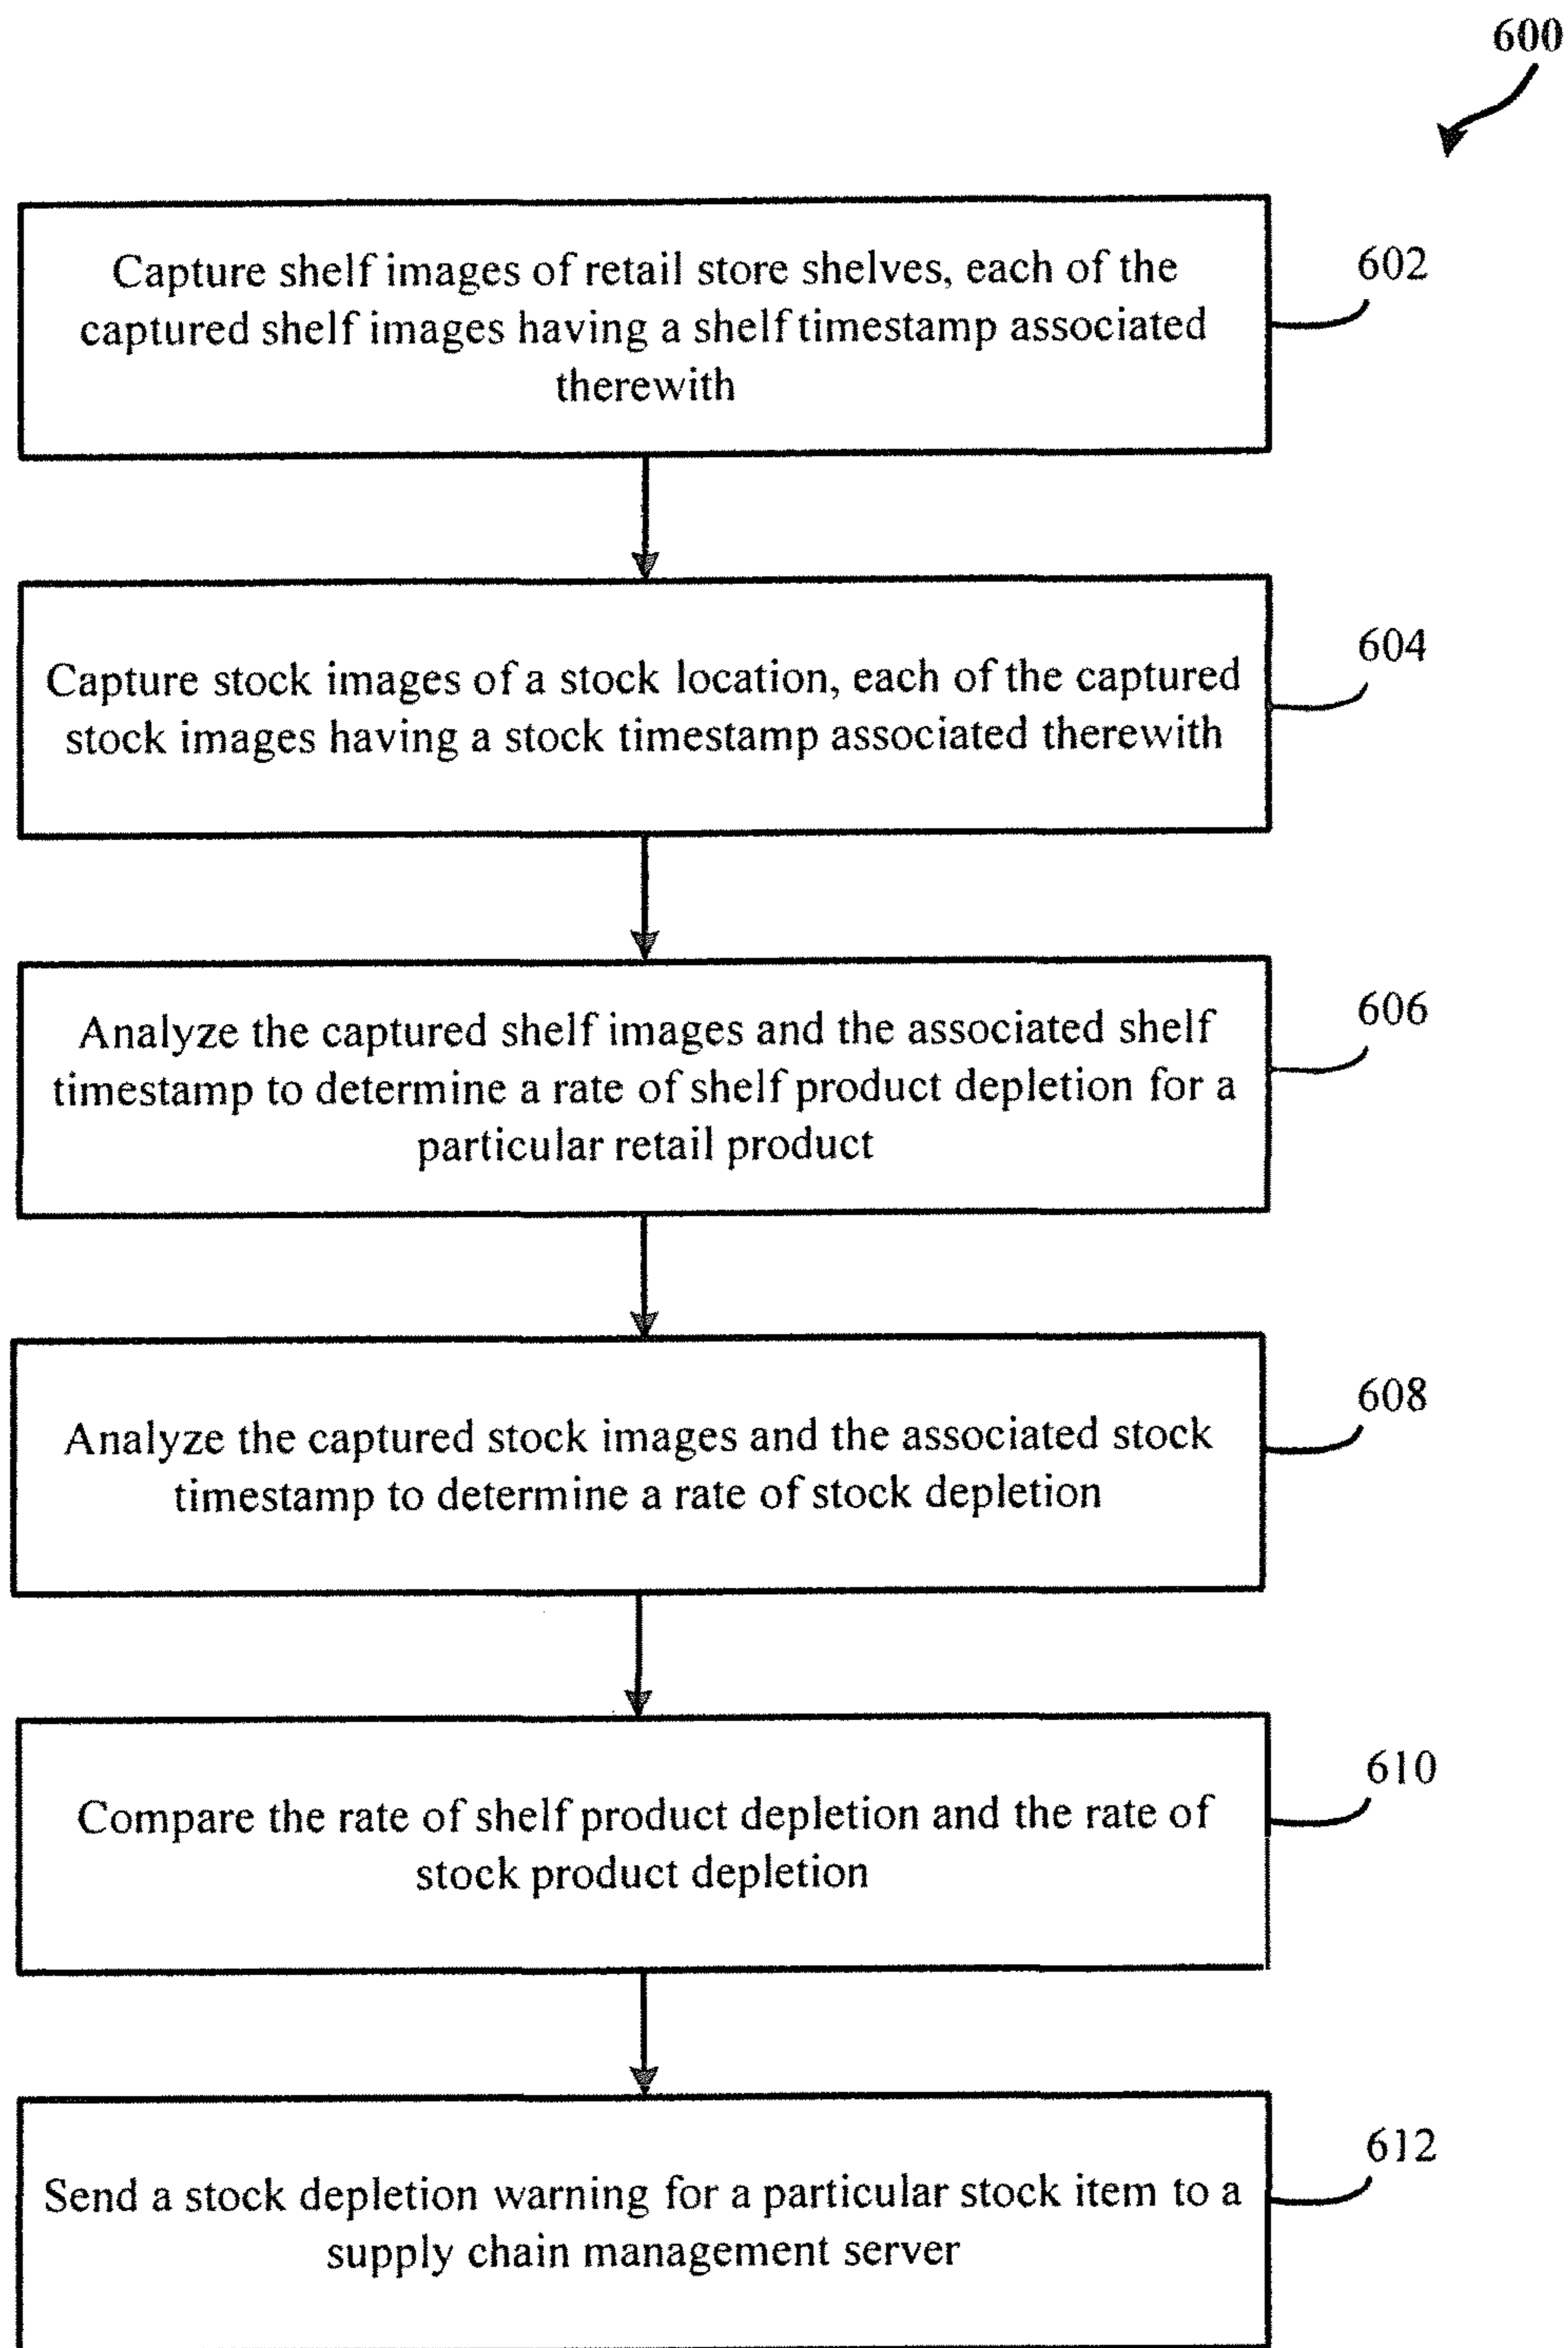 600
Capture shelf images of retail store shelves, each of the
captured shelf images having a shelf timestamp associated
therewith
602
Capture stock images of a stock location, each of the captured
stock images having a stock timestamp associated therewith
604
Analyze the captured shelf images and the associated shelf
timestamp to determine a rate of shelf product depletion for a
particular retail product
606
Analyze the captured stock images and the associated stock
timestamp to determine a rate of stock depletion
608
Compare the rate of shelf product depletion and the rate of
stock product depletion
610
Send a stock depletion warning for a particular stock item to a
supply chain management server
612